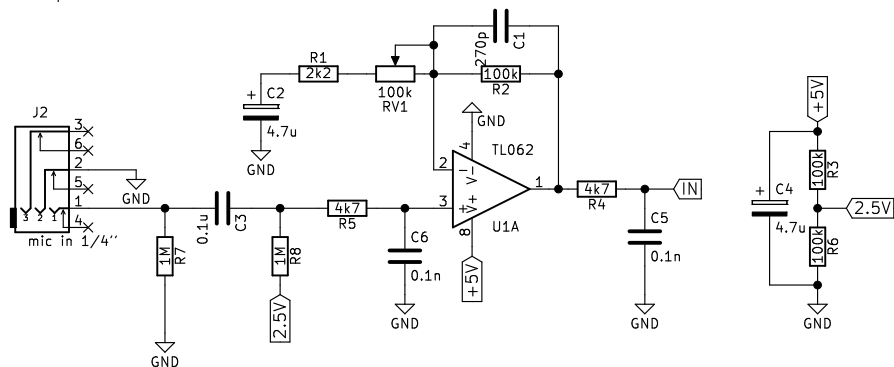 J2
3
6
2
5
1
4
3 2 1
mic in 1/4''
GND
1M
R7
GND
0.1u
C3
1M
R8
2.5V
+
C2
4.7u
GND
R1
2k2
100k
RV1
270p
C1
100k
R2
GND
4
TL062
2
−
V−
3
+
V+
1
8
U1A
+5V
4k7
R5
C6
0.1n
GND
4k7
R4
IN
C5
0.1n
GND
+5V
100k
R3
+
C4
4.7u
2.5V
100k
R6
GND